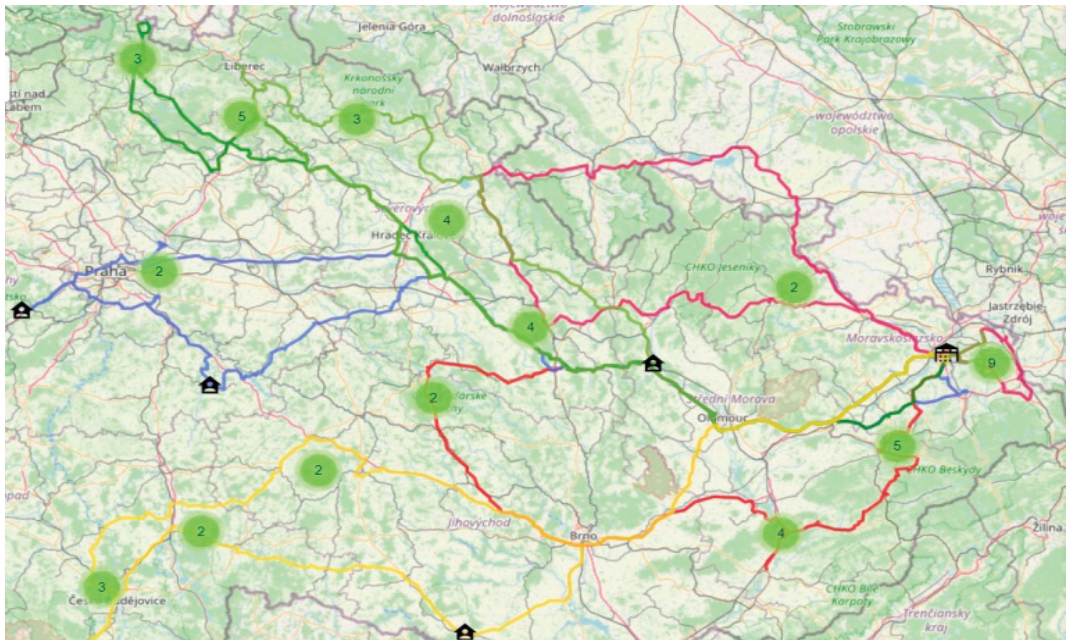 województwo
dolnośląskie
Jelenia Góra
Stobrawski
Park Krajobrazowy
3
Liberec
Wałbrzych
Krkonošský
národní
park
województwo
opolskie
5
3
4
Hradec
Praha
2
CHKO Jeseníky
2
Rybnik
Jastrzębie-
Zdrój
4
Moravskoslezsko
9
2
Střední Morava
Olomouc
5
CHKO Beskydy
2
Jihovýchod
2
Brno
4
Žilina
3
České Budějovice
CHKO Bílé
Karpaty
Trenčiansky
kraj